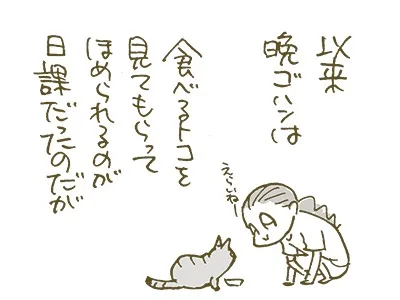 以来
晩ゴハンは
食べるトコを
見てもらって
ほめられるのが
日課だったのだが
えらいねー